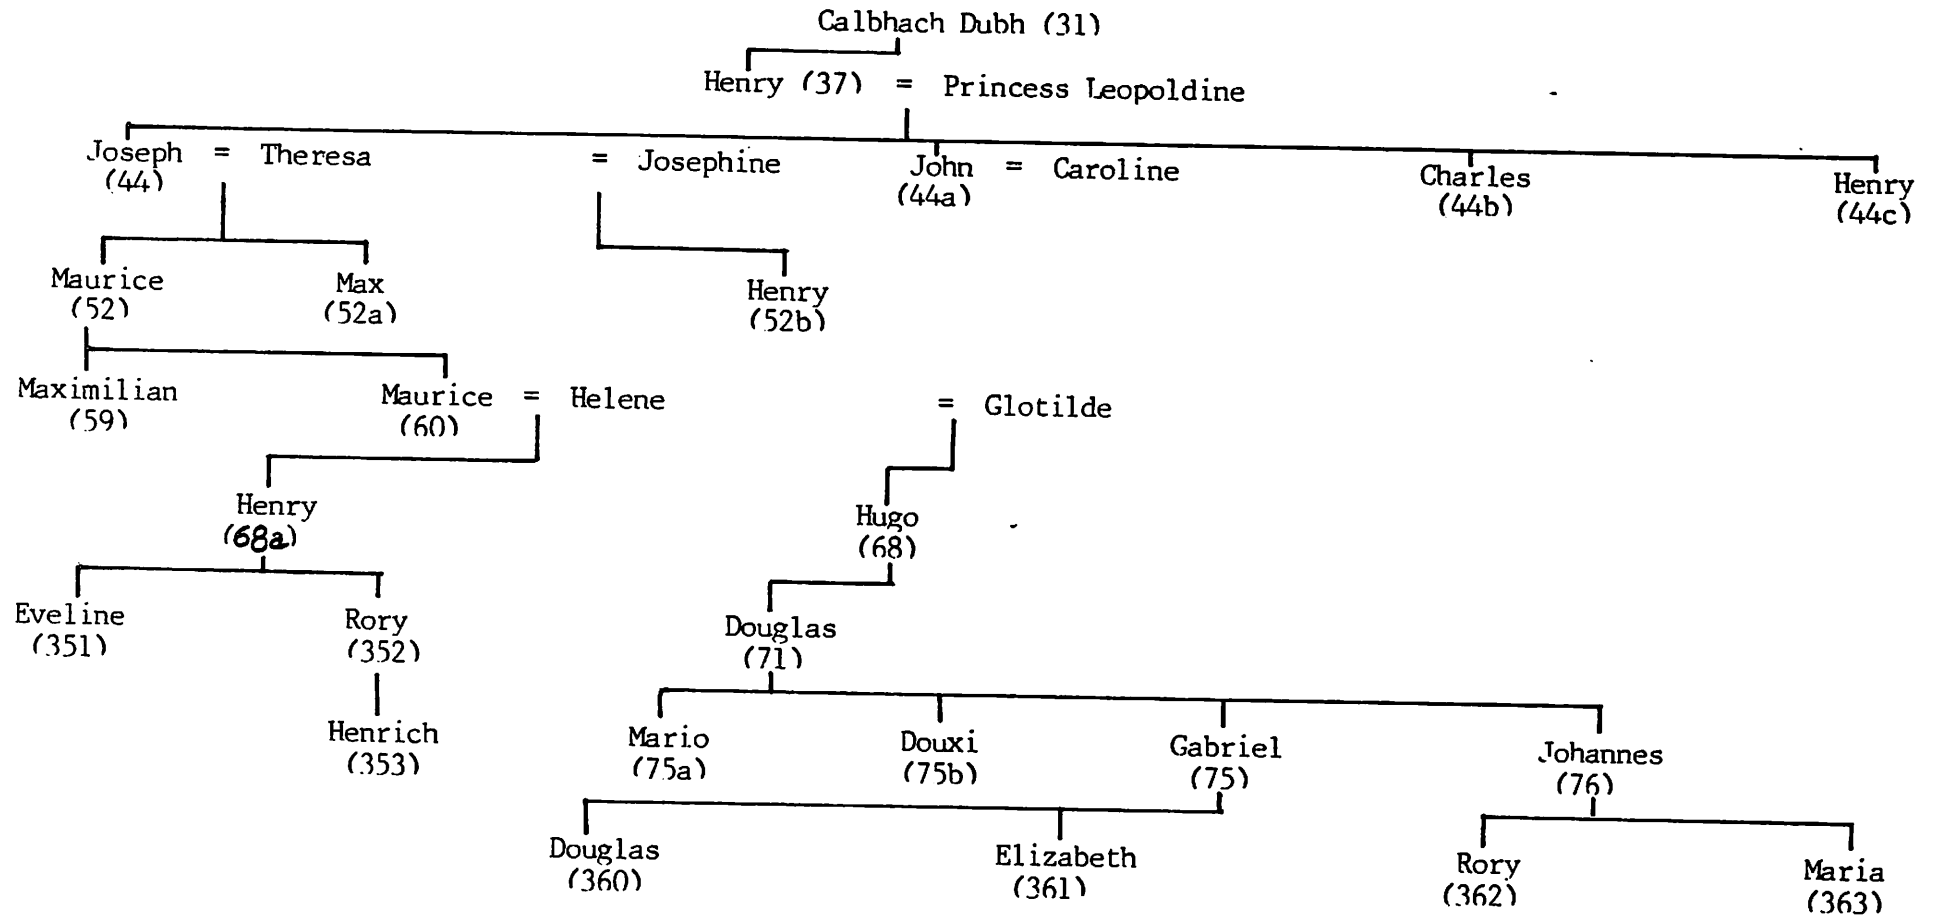 Calbhach Dubh (31)
Henry (37) = Princess Leopoldine
Joseph = Theresa = Josephine John = Caroline Charles Henry
(44) (44a) (44b) (44c)
Maurice Max Henry
(52) (52a) (52b)
Maximilian Maurice = Helene = Glotilde
(59) (60)
Henry Hugo
(68a) (68)
Eveline Rory Douglas
(351) (352) (71)
Henrich Mario Douxi Gabriel Johannes
(353) (75a) (75b) (75) (76)
Douglas Elizabeth Rory Maria
(360) (361) (362) (363)